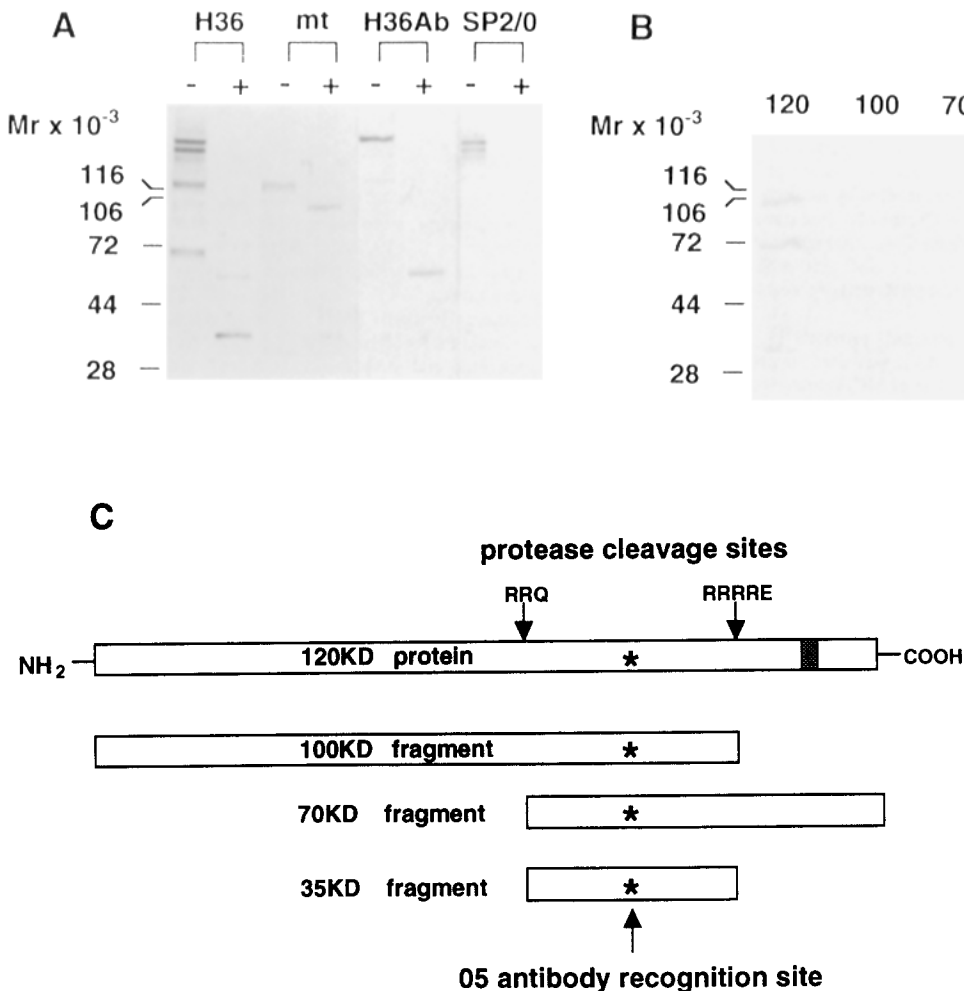 A
H36 mt H36Ab SP2/0
- + - + - + - +
Mr x 10-3
116
106
72
44
28
B
120 100 70
Mr x 10-3
116
106
72
44
28
C
protease cleavage sites
RRQ RRRRE
NH2 120KD protein * COOH
100KD fragment *
70KD fragment *
35KD fragment *
05 antibody recognition site